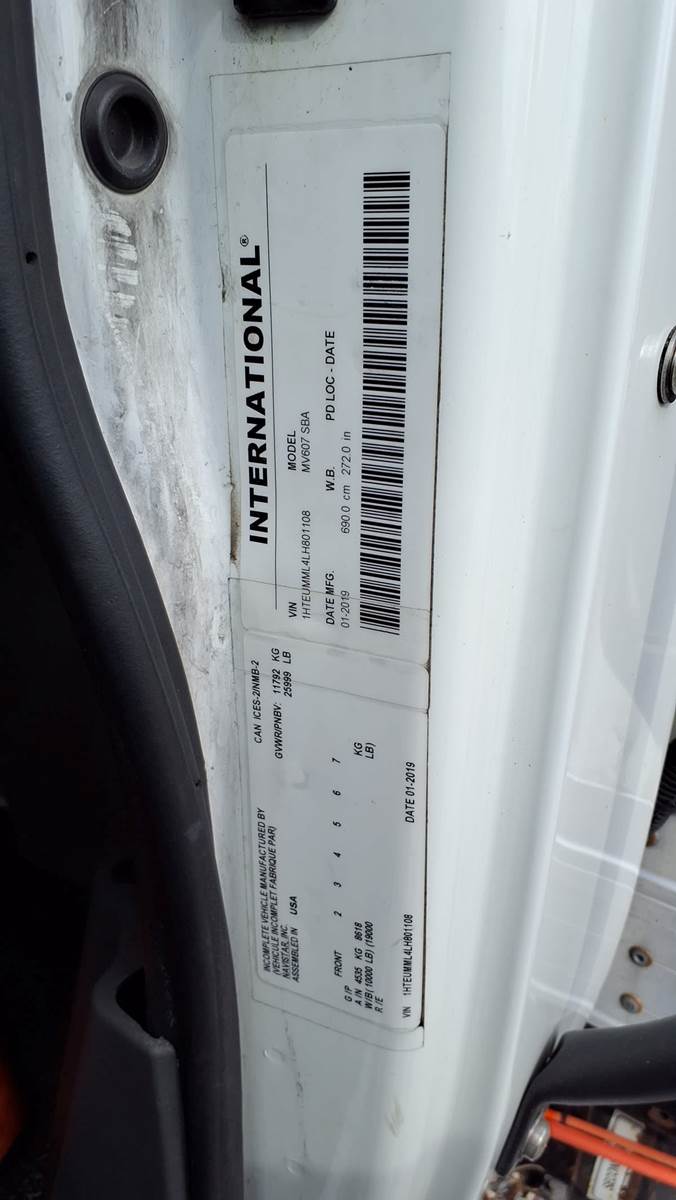 INTERNATIONAL®
VIN MODEL
1HTEUMML4LH801108 MV607 SBA
DATE MFG. W.B. PD LOC - DATE
01-2019 690.0 cm 272.0 in
INCOMPLETE VEHICLE MANUFACTURED BY CAN ICES-2/NMB-2
(VEHICULE INCOMPLET FABRIQUE PAR)
NAVISTAR, INC. GVWR/PNBV: 11792 KG
ASSEMBLED IN USA 25999 LB
FRONT 2 3 4 5 6 7
G /P
A /N 4535 KG 8618 KG
W/B (10000 LB) (19000 LB)
R /E
VIN 1HTEUMML4LH801108 DATE 01-2019